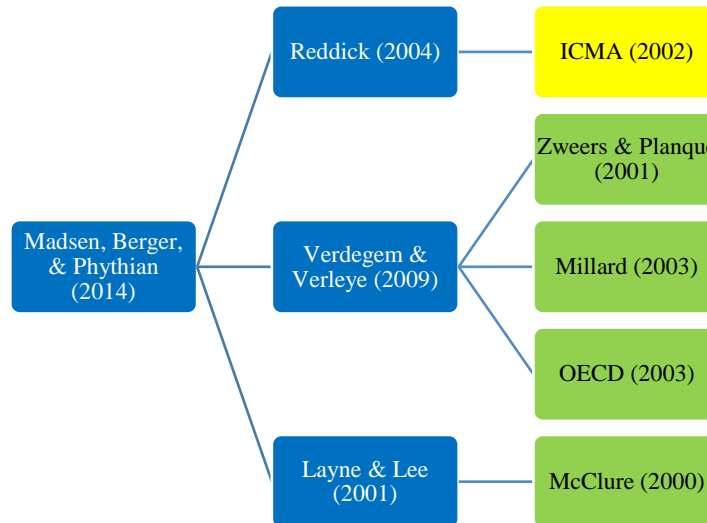 Reddick (2004)
ICMA (2002)
Zweers & Planqu
(2001)
Madsen, Berger,
& Phythian
(2014)
Verdegem &
Verleye (2009)
Millard (2003)
OECD (2003)
Layne & Lee
(2001)
McClure (2000)